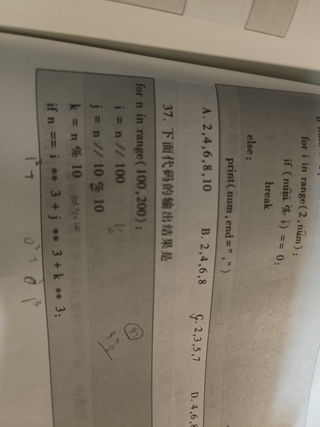 for i in range(2,num):
if (num % i) == 0:
break
else:
print(num,end=",")
A. 2,4,6,8,10 B. 2,4,6,8 C. 2,3,5,7 D. 4,6,8
37. 下面代码的输出结果是
for n in range(100,200):
i = n // 100
j = n // 10 % 10
k = n % 10
if n == i ** 3 + j ** 3 + k ** 3: